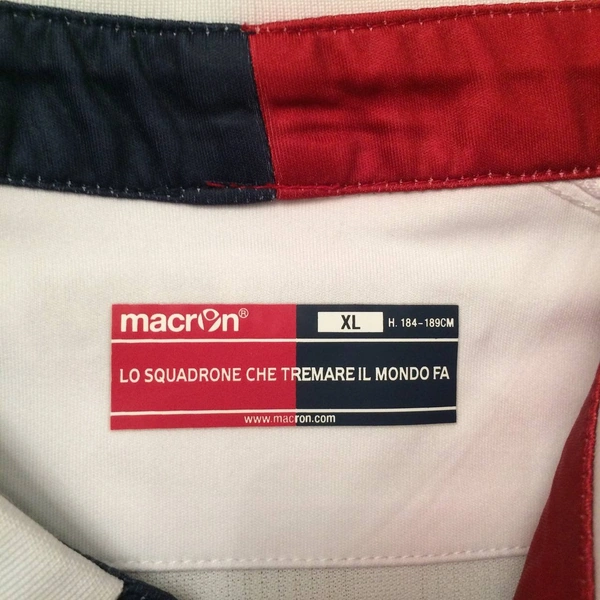 macron®
XL H. 184-189CM
LO SQUADRONE CHE TREMARE IL MONDO FA
www.macron.com